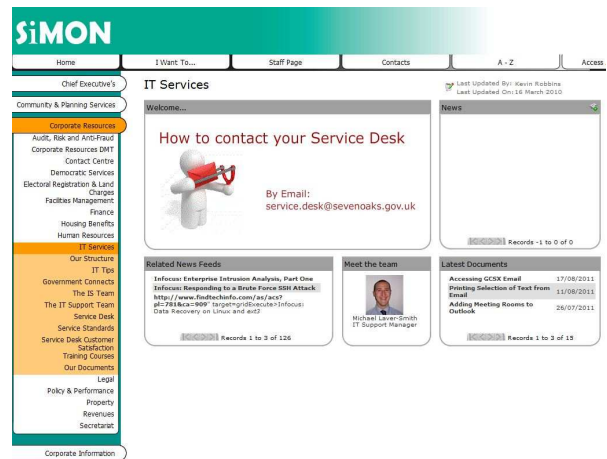 SiMON
Home
I Want To...
Staff Page
Contacts
A - Z
Access
Chief Executive's
Community & Planning Services
Corporate Resources
Audit, Risk and Anti-Fraud
Corporate Resources DMT
Contact Centre
Democratic Services
Electoral Registration & Land
Charges
Facilities Management
Finance
Housing Benefits
Human Resources
IT Services
Our Structure
IT Tips
Government Connects
The IS Team
The IT Support Team
Service Desk
Service Standards
Service Desk Customer
Satisfaction
Training Courses
Our Documents
Legal
Policy & Performance
Property
Revenues
Secretariat
Corporate Information
IT Services
Last Updated By: Kevin Robbins
Last Updated On: 16 March 2010
Welcome...
How to contact your Service Desk
By Email:
service.desk@sevenoaks.gov.uk
News
Records -1 to 0 of 0
Related News Feeds
Infocus: Enterprise Intrusion Analysis, Part One
Infocus: Responding to a Brute Force SSH Attack
http://www.findtechinfo.com/as/acs?
pl=781&ca=909" target=gridExecute>Infocus:
Data Recovery on Linux and ext3
Records 1 to 3 of 126
Meet the team
Michael Laver-Smith
IT Support Manager
Latest Documents
Accessing GCSX Email 17/08/2011
Printing Selection of Text from
Email 11/08/2011
Adding Meeting Rooms to
Outlook 26/07/2011
Records 1 to 3 of 15